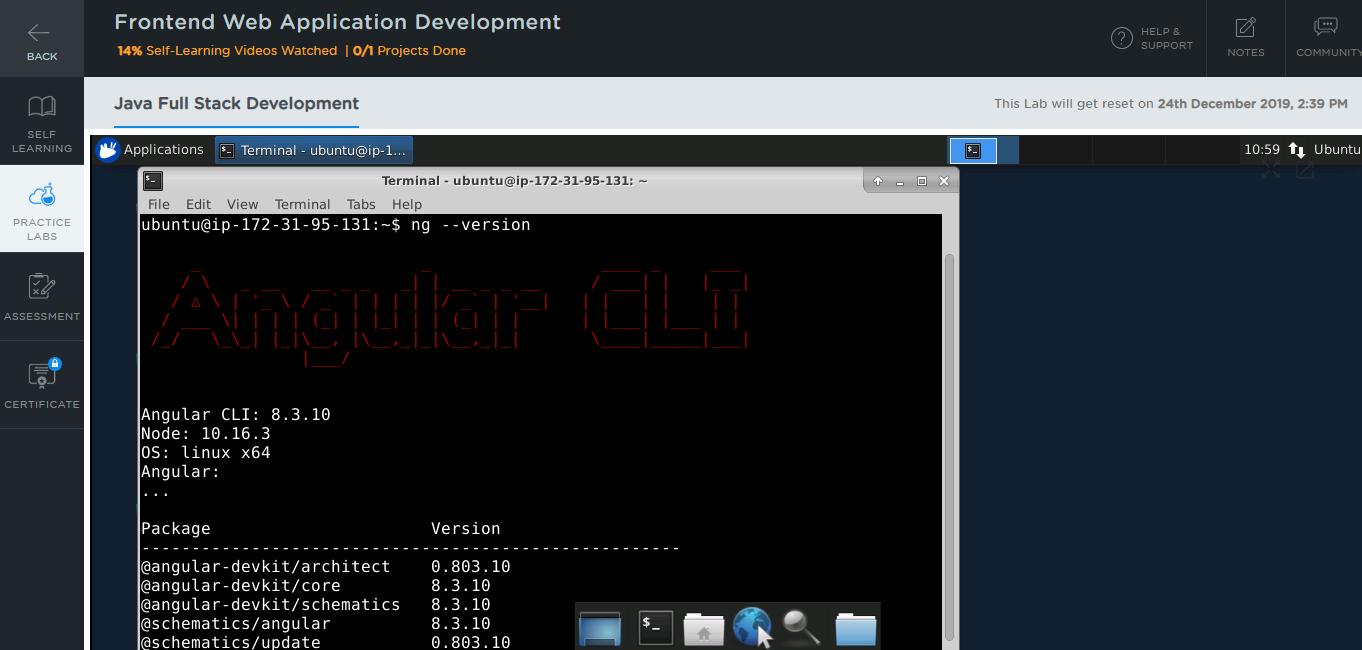 Frontend Web Application Development
14% Self-Learning Videos Watched | 0/1 Projects Done
BACK
HELP & SUPPORT
NOTES
COMMUNITY
SELF LEARNING
PRACTICE LABS
ASSESSMENT
CERTIFICATE
Java Full Stack Development
This Lab will get reset on 24th December 2019, 2:39 PM
Applications
Terminal - ubuntu@ip-1...
10:59
Ubuntu
Terminal - ubuntu@ip-172-31-95-131: ~
File Edit View Terminal Tabs Help
ubuntu@ip-172-31-95-131:~$ ng --version
Angular CLI
Angular CLI: 8.3.10
Node: 10.16.3
OS: linux x64
Angular:
...
Package Version
------------------------------------------------------
@angular-devkit/architect 0.803.10
@angular-devkit/core 8.3.10
@angular-devkit/schematics 8.3.10
@schematics/angular 8.3.10
@schematics/update 0.803.10